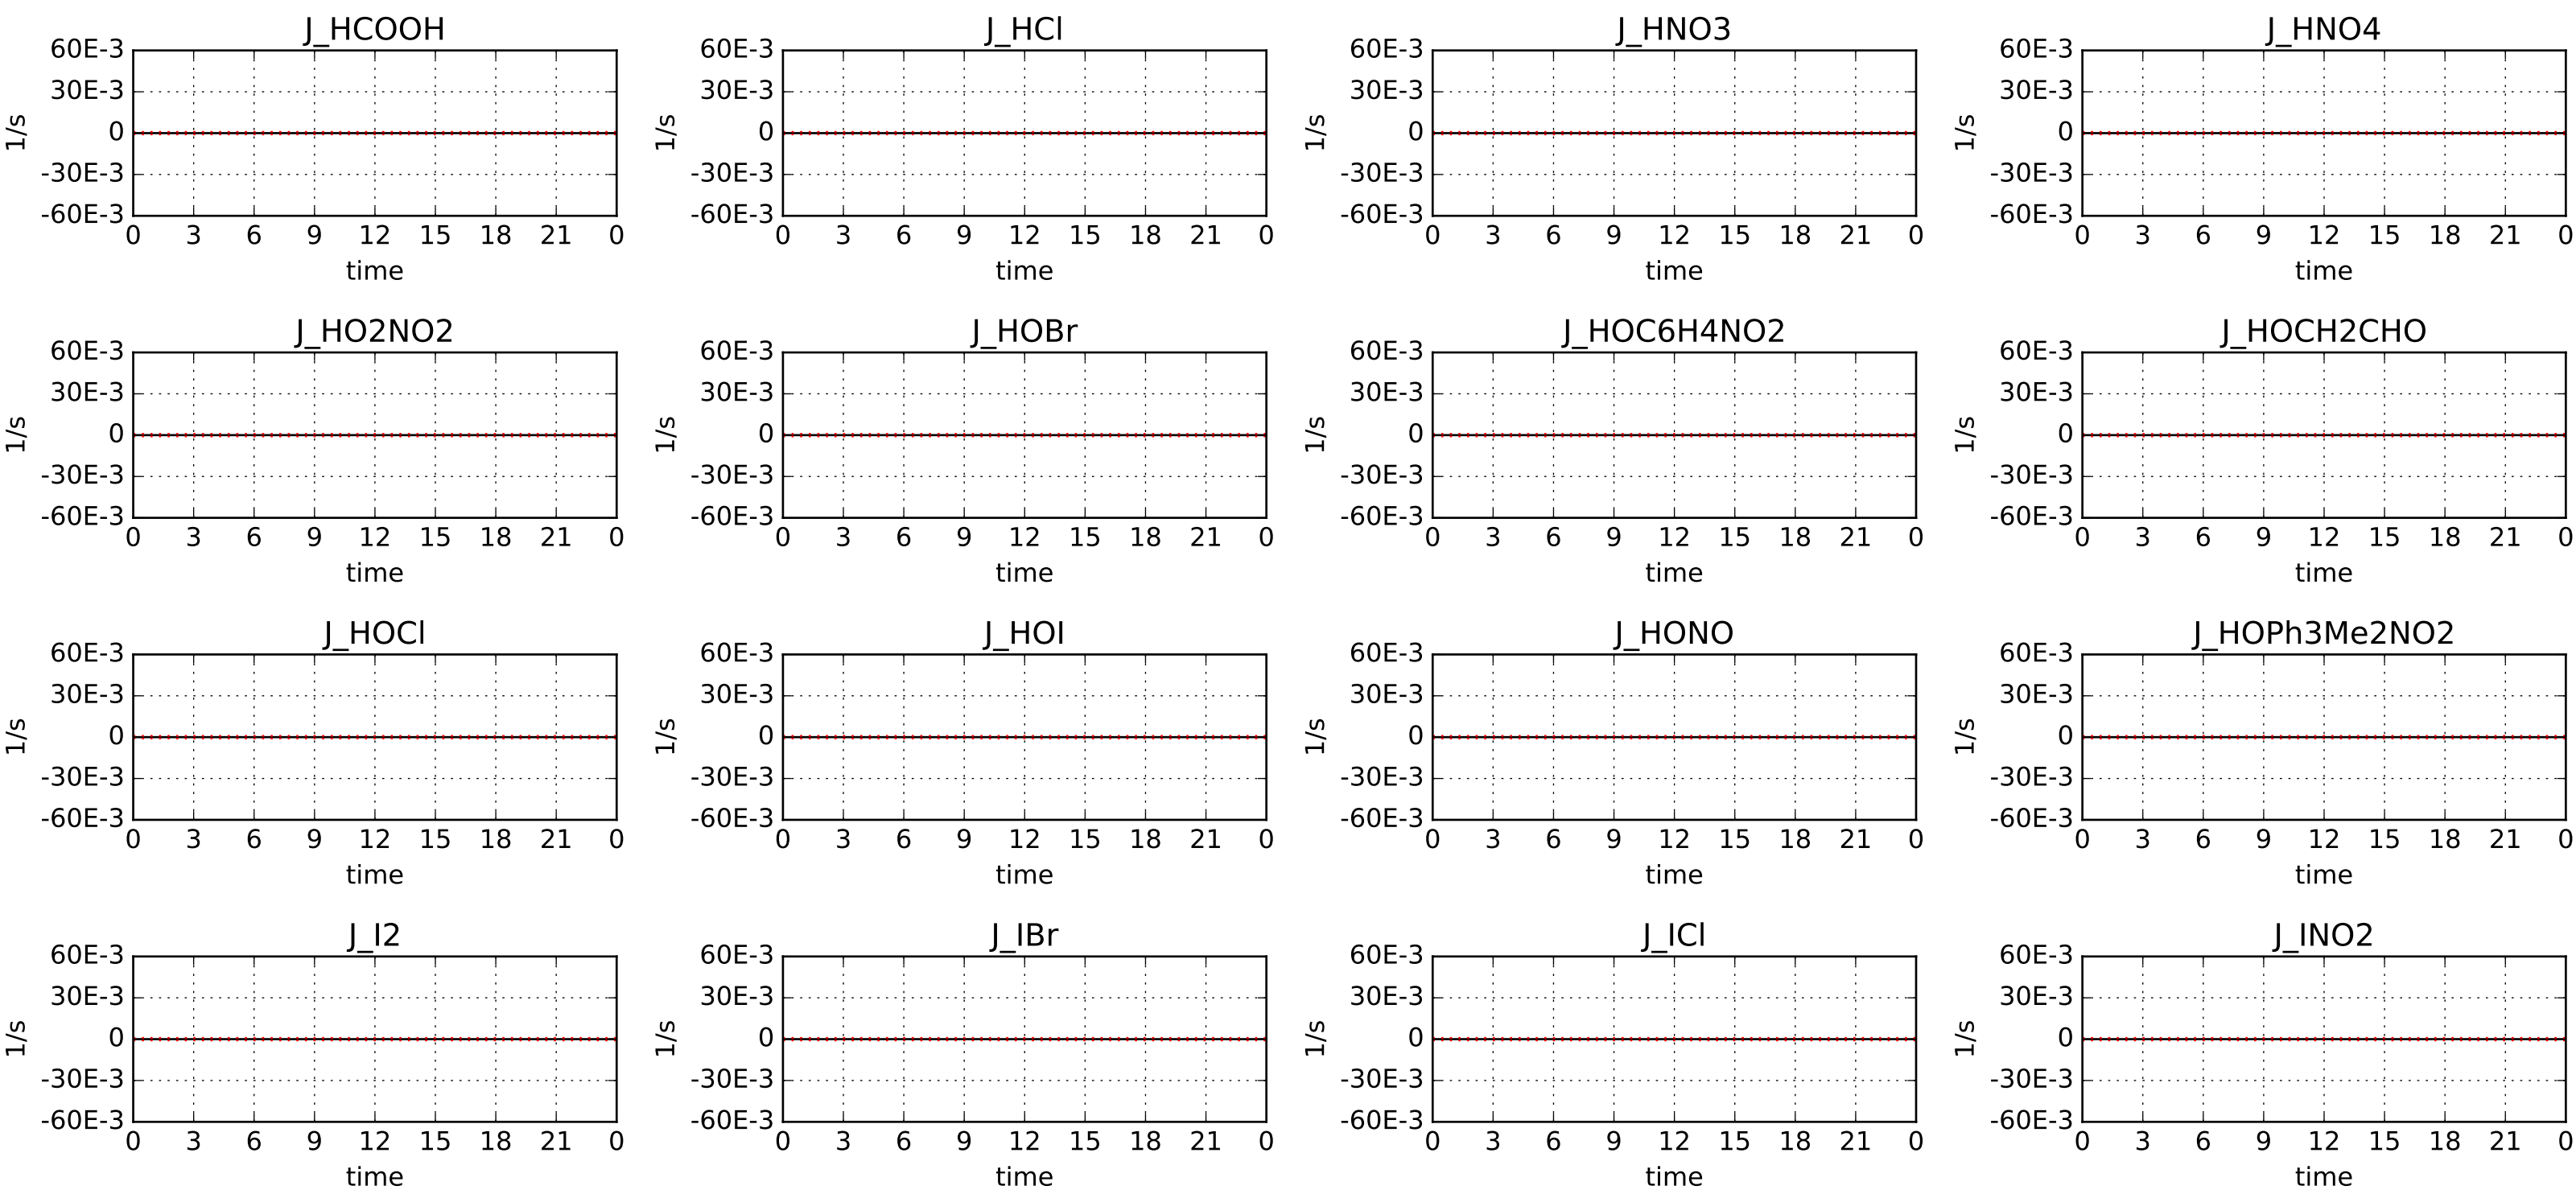 J_HCOOH J_HCl J_HNO3 J_HNO4
60E-3 60E-3 60E-3 60E-3
30E-3 30E-3 30E-3 30E-3
1/s 0 1/s 0 1/s 0 1/s 0
-30E-3 -30E-3 -30E-3 -30E-3
-60E-3 -60E-3 -60E-3 -60E-3
0 3 6 9 12 15 18 21 0 0 3 6 9 12 15 18 21 0 0 3 6 9 12 15 18 21 0 0 3 6 9 12 15 18 21 0
time time time time
J_HO2NO2 J_HOBr J_HOC6H4NO2 J_HOCH2CHO
60E-3 60E-3 60E-3 60E-3
30E-3 30E-3 30E-3 30E-3
1/s 0 1/s 0 1/s 0 1/s 0
-30E-3 -30E-3 -30E-3 -30E-3
-60E-3 -60E-3 -60E-3 -60E-3
0 3 6 9 12 15 18 21 0 0 3 6 9 12 15 18 21 0 0 3 6 9 12 15 18 21 0 0 3 6 9 12 15 18 21 0
time time time time
J_HOCl J_HOI J_HONO J_HOPh3Me2NO2
60E-3 60E-3 60E-3 60E-3
30E-3 30E-3 30E-3 30E-3
1/s 0 1/s 0 1/s 0 1/s 0
-30E-3 -30E-3 -30E-3 -30E-3
-60E-3 -60E-3 -60E-3 -60E-3
0 3 6 9 12 15 18 21 0 0 3 6 9 12 15 18 21 0 0 3 6 9 12 15 18 21 0 0 3 6 9 12 15 18 21 0
time time time time
J_I2 J_IBr J_ICl J_INO2
60E-3 60E-3 60E-3 60E-3
30E-3 30E-3 30E-3 30E-3
1/s 0 1/s 0 1/s 0 1/s 0
-30E-3 -30E-3 -30E-3 -30E-3
-60E-3 -60E-3 -60E-3 -60E-3
0 3 6 9 12 15 18 21 0 0 3 6 9 12 15 18 21 0 0 3 6 9 12 15 18 21 0 0 3 6 9 12 15 18 21 0
time time time time